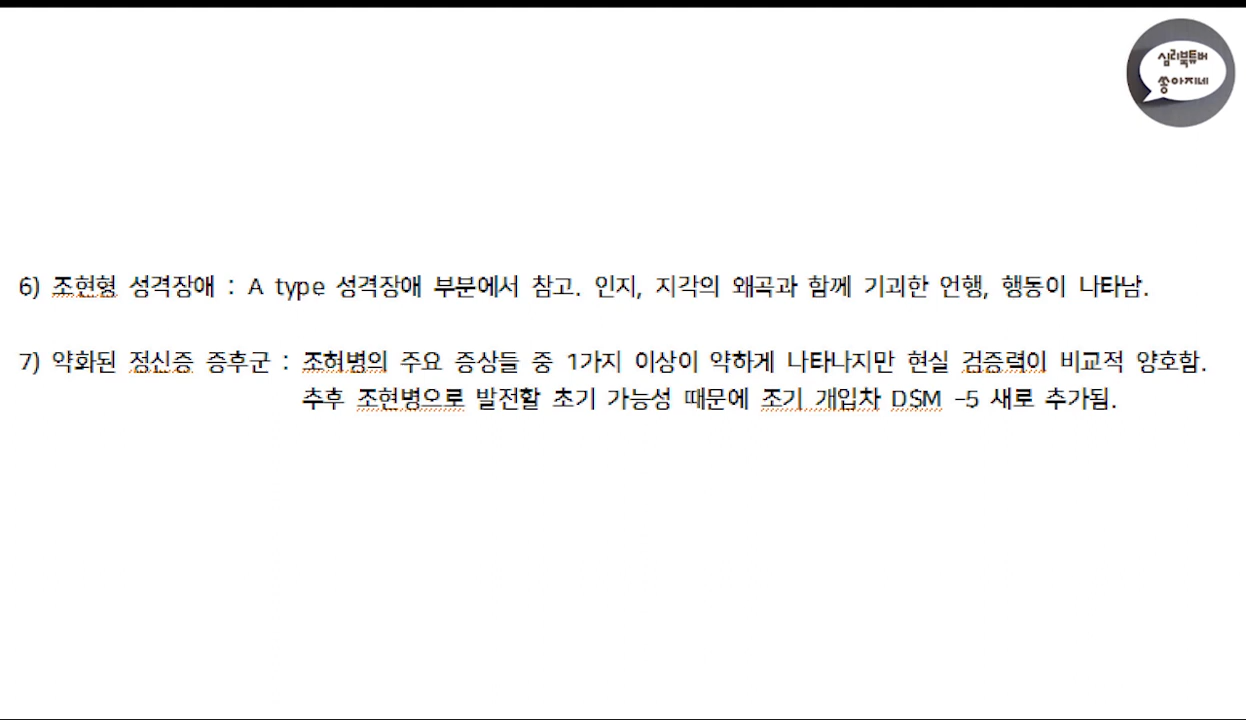 심리북튜버
쏭아지네
6) 조현형 성격장애 : A type 성격장애 부분에서 참고. 인지, 지각의 왜곡과 함께 기괴한 언행, 행동이 나타남.
7) 약화된 정신증 증후군 : 조혀병의 주요 증상들 중 1가지 이상이 약하게 나타나지만 현실 검증력이 비교적 양호함.
추후 조현병으로 발전할 초기 가능성 때문에 조기 개입차 DSM -5 새로 추가됨.